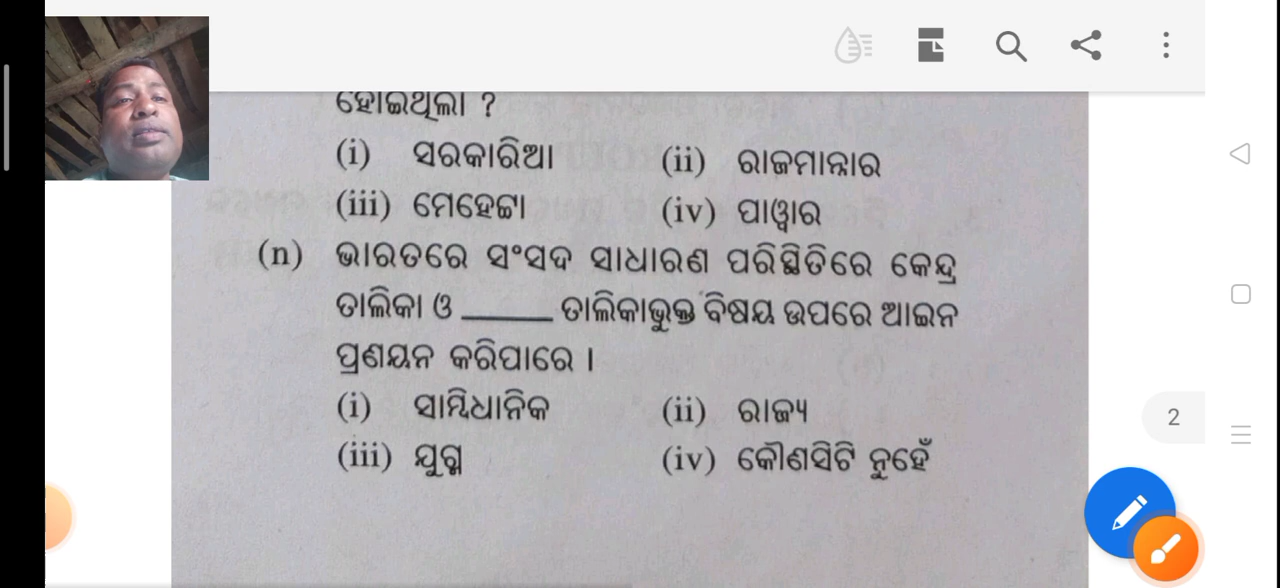 ହୋଇଥିଲା ?
(i) ସରକାରିଆ (ii) ରାଜମାନ୍ନାର
(iii) ମେହେଟ୍ଟା (iv) ପାୱାର
(n) ଭାରତରେ ସଂସଦ ସାଧାରଣ ପରିସ୍ଥିତିରେ କେନ୍ଦ୍ର
ତାଲିକା ଓ ______ ତାଲିକାଭୁକ୍ତ ବିଷୟ ଉପରେ ଆଇନ
ପ୍ରଣୟନ କରିପାରେ ।
(i) ସାମ୍ବିଧାନିକ (ii) ରାଜ୍ୟ
(iii) ଯୁଗ୍ମ (iv) କୌଣସିଟି ନୁହେଁ
2